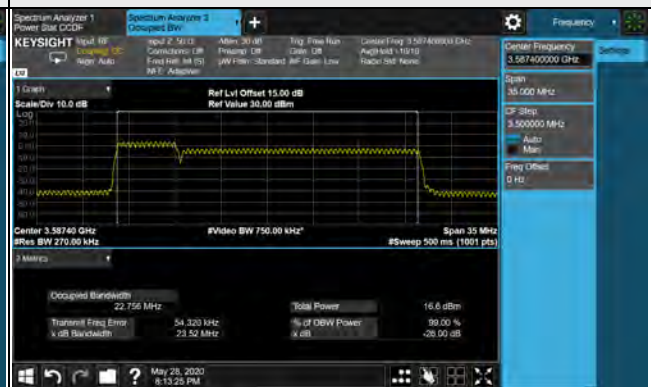 Spectrum Analyzer 1
Power Stat CCDF
Spectrum Analyzer 2
Occupied BW
+
Frequency
KEYSIGHT
Input: RF
Coupling: DC
Align: Auto
Input Z: 50 Ω
Corrections: Off
Freq Ref: Int (S)
NFE: Adaptive
Atten: 30 dB
Preamp: Off
Trig: Free Run
Gate: Off
#IF Gain: Low
Center Freq: 3.587400000 GHz
Avg|Hold: 10/10
Radio Std: None
Center Frequency
3.587400000 GHz
Settings
Span
35.000 MHz
CF Step
3.500000 MHz
Auto
Man
Freq Offset
0 Hz
1 Graph
Scale/Div 10.0 dB
Ref Lvl Offset 15.00 dB
Ref Value 30.00 dBm
Log
Center 3.58740 GHz
#Res BW 270.00 kHz
#Video BW 750.00 kHz*
Span 35 MHz
#Sweep 500 ms (1001 pts)
2 Metrics
Occupied Bandwidth
22.756 MHz
Total Power
16.6 dBm
Transmit Freq Error
54.320 kHz
% of OBW Power
99.00 %
x dB Bandwidth
23.52 MHz
x dB
-26.00 dB
?
May 28, 2020
8:13:25 PM